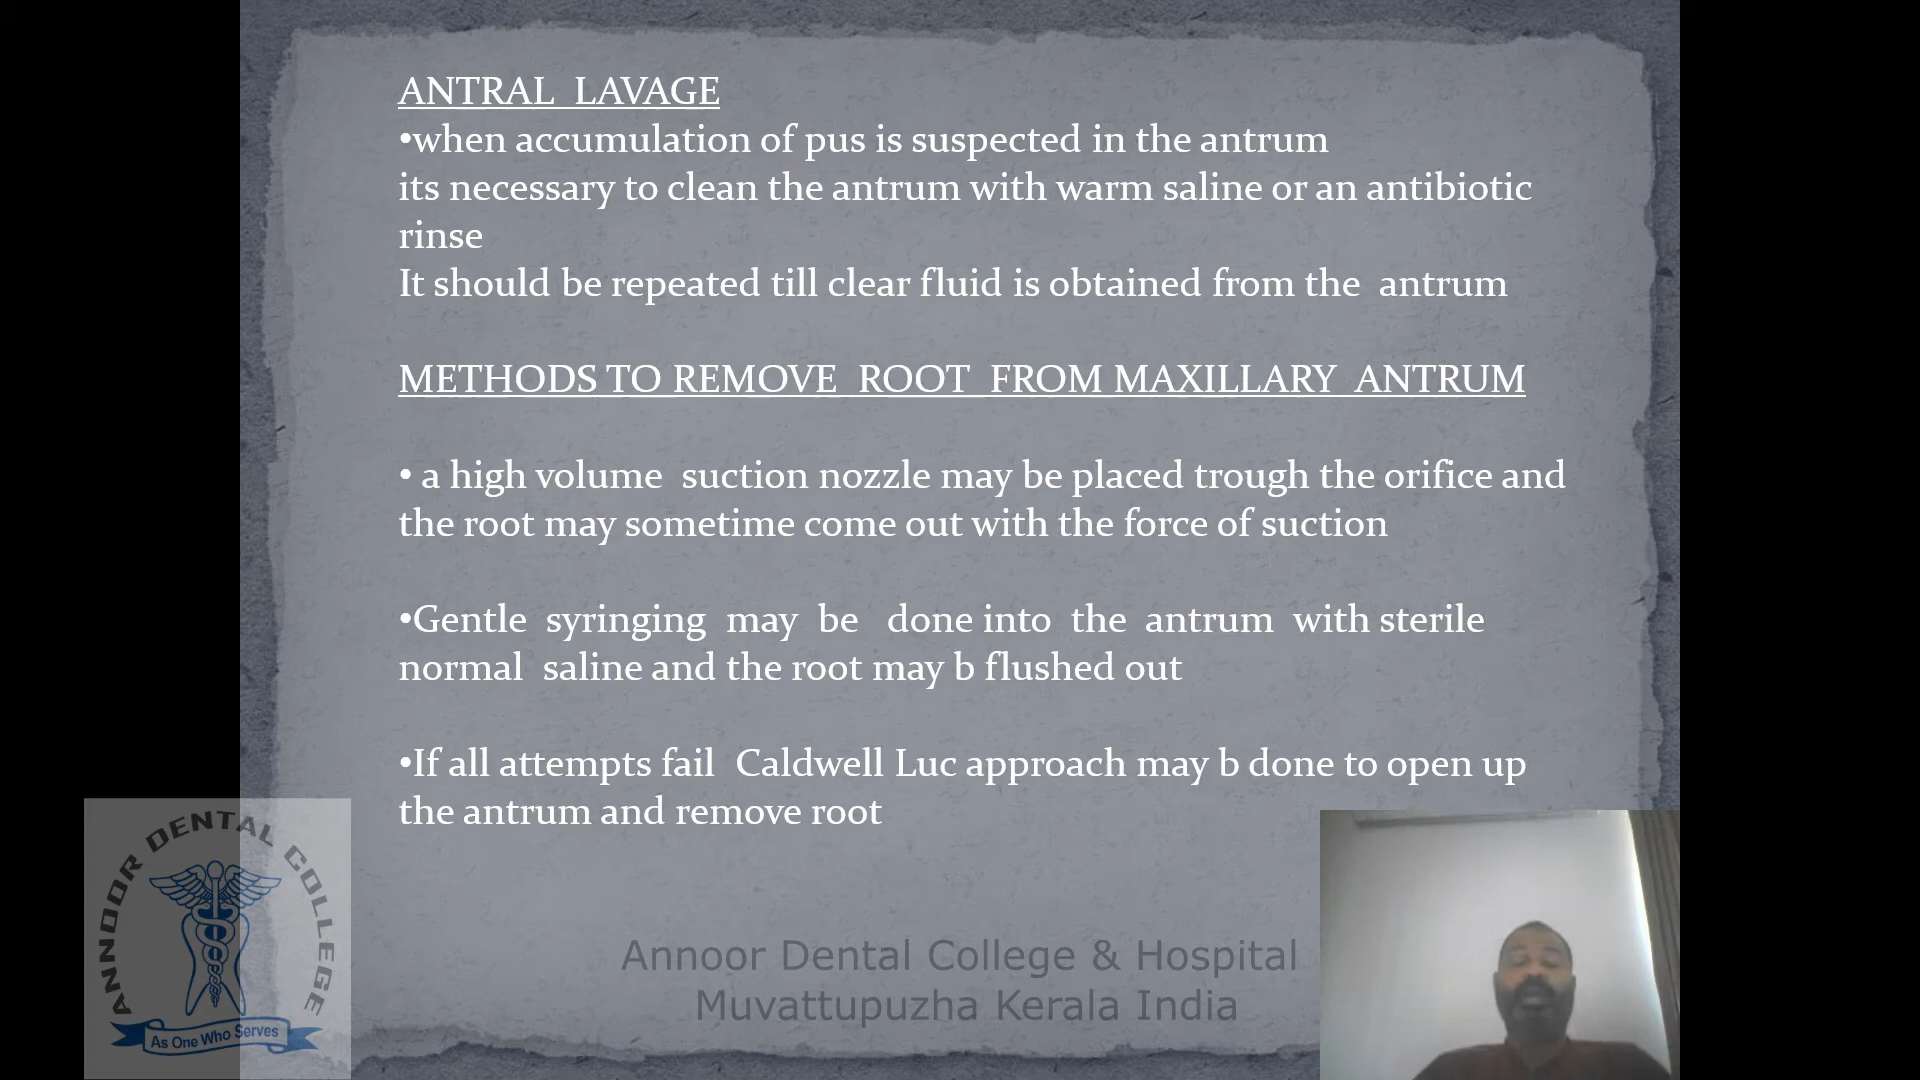 ANTRAL LAVAGE
•when accumulation of pus is suspected in the antrum
its necessary to clean the antrum with warm saline or an antibiotic
rinse
It should be repeated till clear fluid is obtained from the antrum
METHODS TO REMOVE ROOT FROM MAXILLARY ANTRUM
• a high volume suction nozzle may be placed trough the orifice and
the root may sometime come out with the force of suction
•Gentle syringing may be done into the antrum with sterile
normal saline and the root may b flushed out
•If all attempts fail Caldwell Luc approach may b done to open up
the antrum and remove root
ANNOOR DENTAL COLLEGE
As One Who Serves
Annoor Dental College & Hospital
Muvattupuzha Kerala India